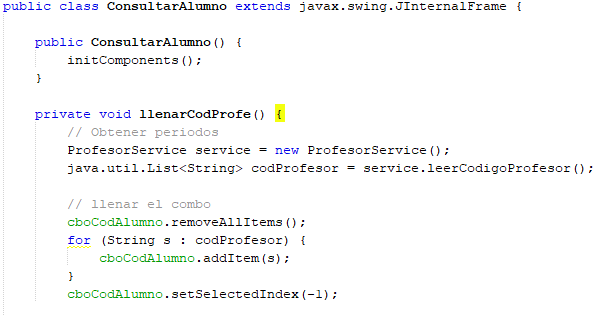 public class ConsultarAlumno extends javax.swing.JInternalFrame {
public ConsultarAlumno() {
initComponents();
}
private void llenarCodProfe() {
// Obtener periodos
ProfesorService service = new ProfesorService();
java.util.List<String> codProfesor = service.leerCodigoProfesor();
// llenar el combo
cboCodAlumno.removeAllItems();
for (String s : codProfesor) {
cboCodAlumno.addItem(s);
}
cboCodAlumno.setSelectedIndex(-1);